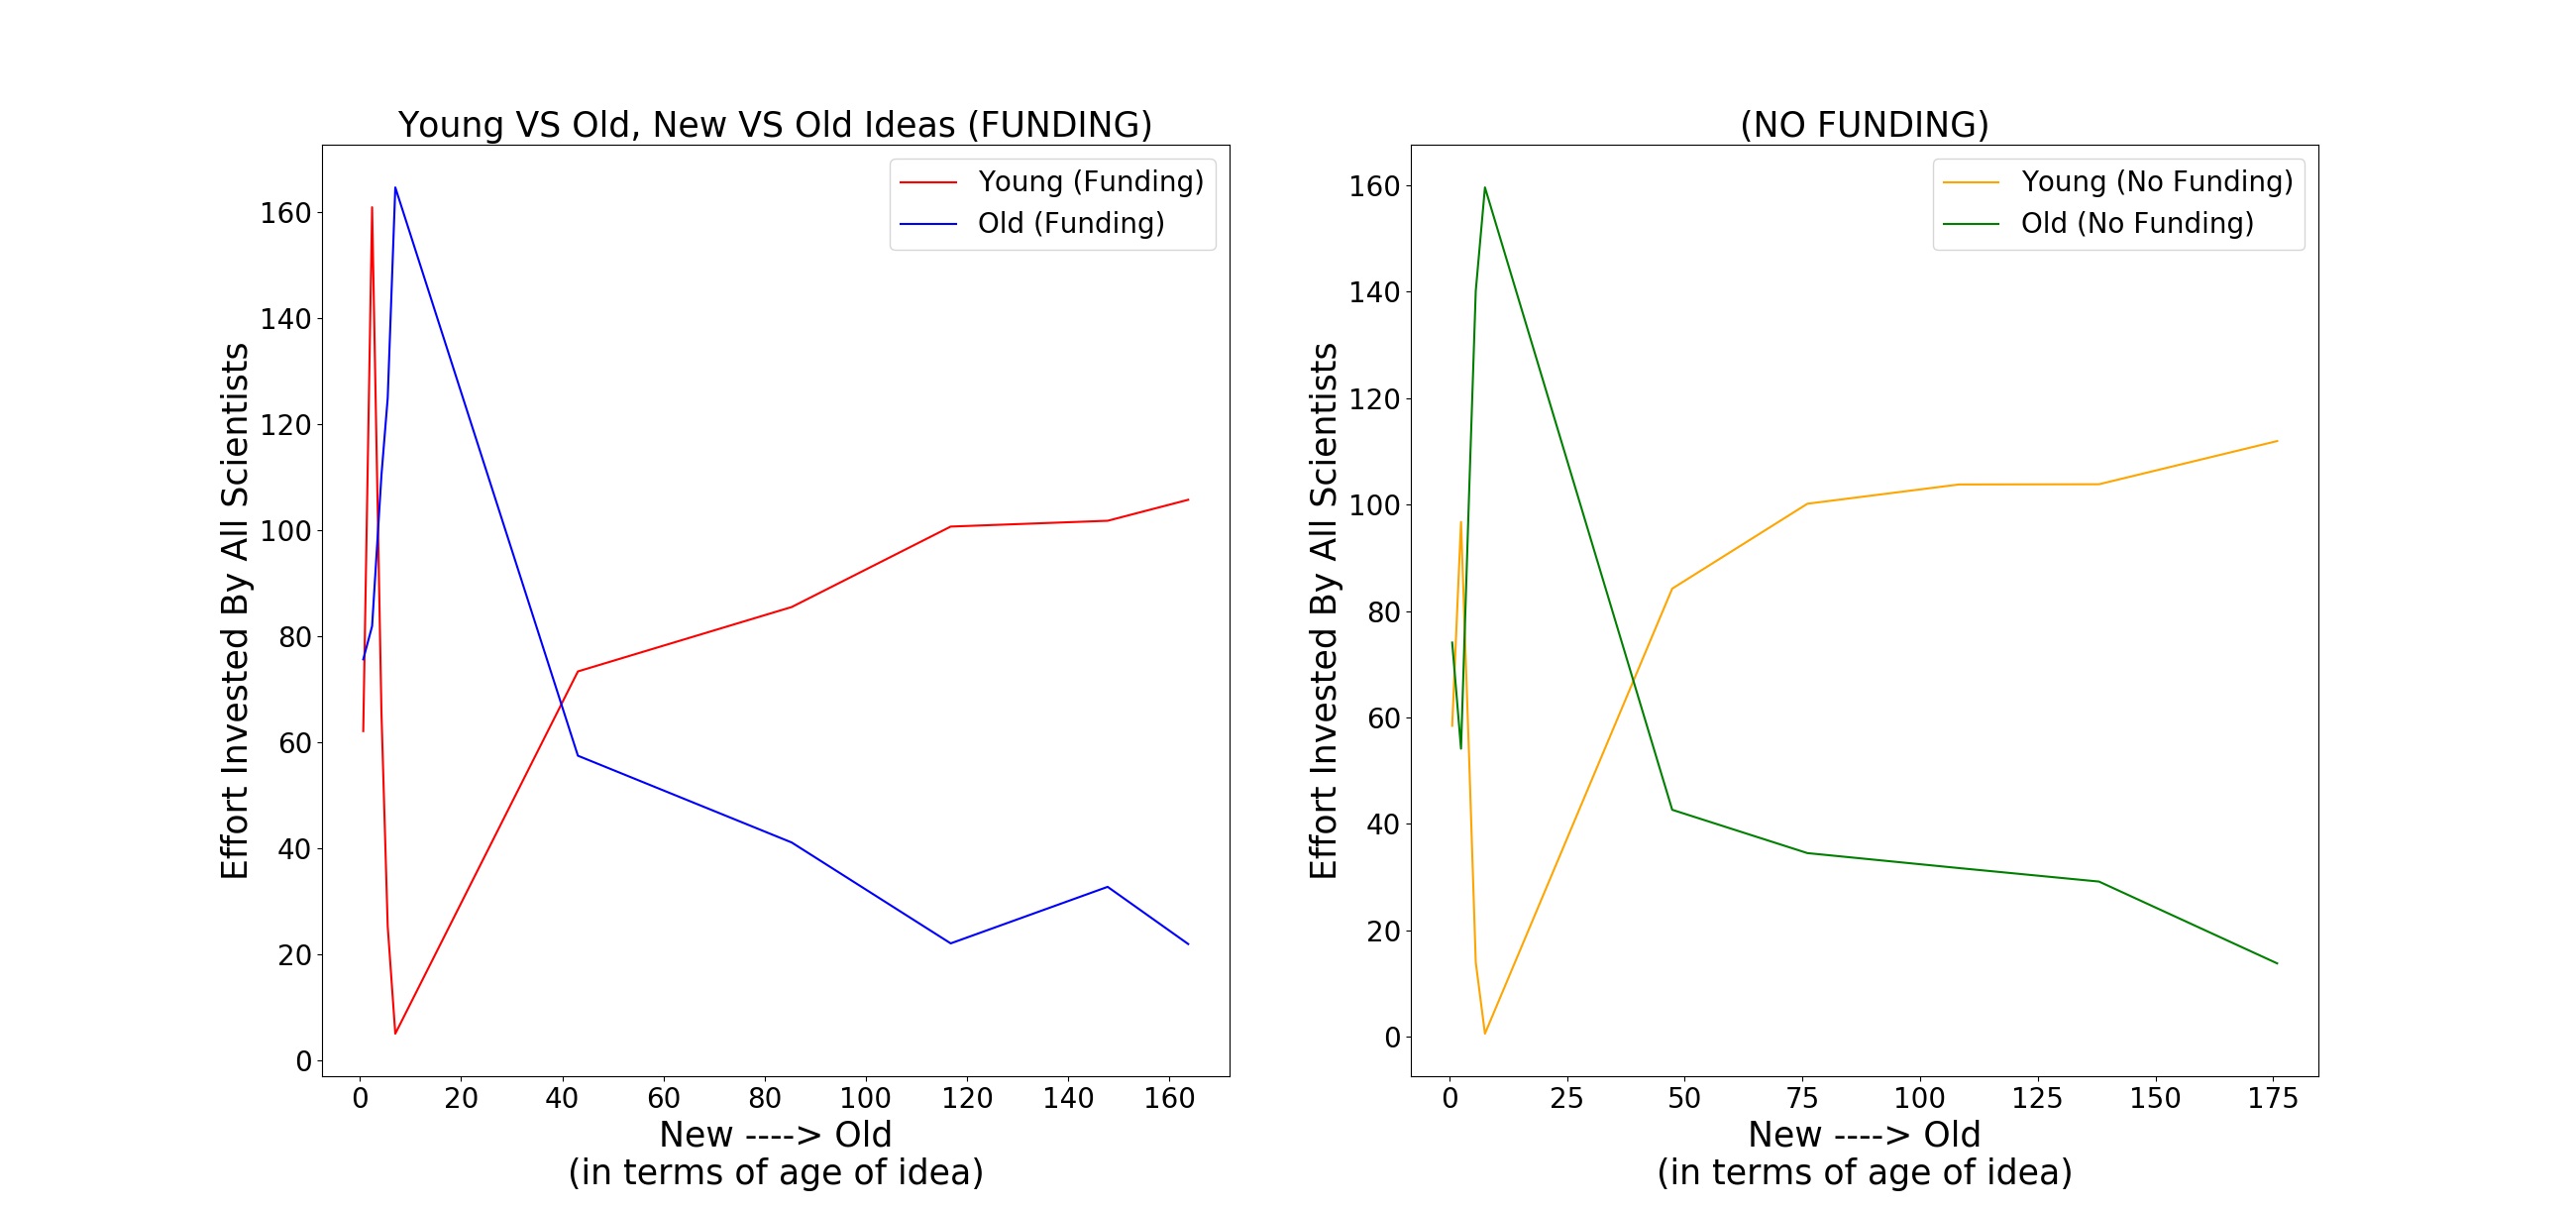 Young VS Old, New VS Old Ideas (FUNDING)
Young (Funding)
Old (Funding)
160
140
120
100
80
60
40
20
0
Effort Invested By All Scientists
0 20 40 60 80 100 120 140 160
New ----> Old
(in terms of age of idea)
(NO FUNDING)
Young (No Funding)
Old (No Funding)
160
140
120
100
80
60
40
20
0
Effort Invested By All Scientists
0 25 50 75 100 125 150 175
New ----> Old
(in terms of age of idea)